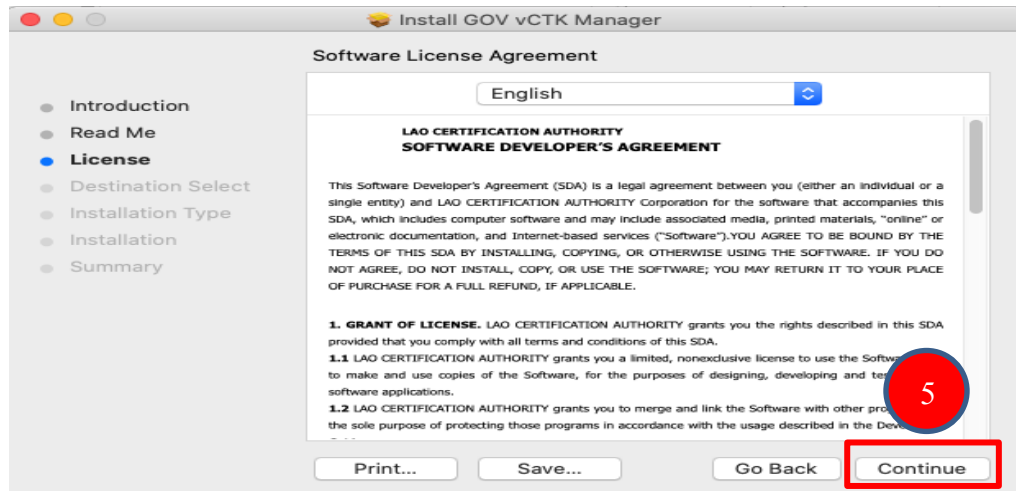 Install GOV vCTK Manager
Software License Agreement
Introduction
Read Me
License
Destination Select
Installation Type
Installation
Summary
English
LAO CERTIFICATION AUTHORITY
SOFTWARE DEVELOPER'S AGREEMENT
This Software Developer's Agreement (SDA) is a legal agreement between you (either an individual or a
single entity) and LAO CERTIFICATION AUTHORITY Corporation for the software that accompanies this
SDA, which includes computer software and may include associated media, printed materials, "online" or
electronic documentation, and Internet-based services ("Software").YOU AGREE TO BE BOUND BY THE
TERMS OF THIS SDA BY INSTALLING, COPYING, OR OTHERWISE USING THE SOFTWARE. IF YOU DO
NOT AGREE, DO NOT INSTALL, COPY, OR USE THE SOFTWARE; YOU MAY RETURN IT TO YOUR PLACE
OF PURCHASE FOR A FULL REFUND, IF APPLICABLE.
1. GRANT OF LICENSE. LAO CERTIFICATION AUTHORITY grants you the rights described in this SDA
provided that you comply with all terms and conditions of this SDA.
1.1 LAO CERTIFICATION AUTHORITY grants you a limited, nonexclusive license to use the
to make and use copies of the Software, for the purposes of designing, developing and
software applications.
1.2 LAO CERTIFICATION AUTHORITY grants you to merge and link the Software with other
the sole purpose of protecting those programs in accordance with the usage described in the
5
Print...
Save...
Go Back
Continue